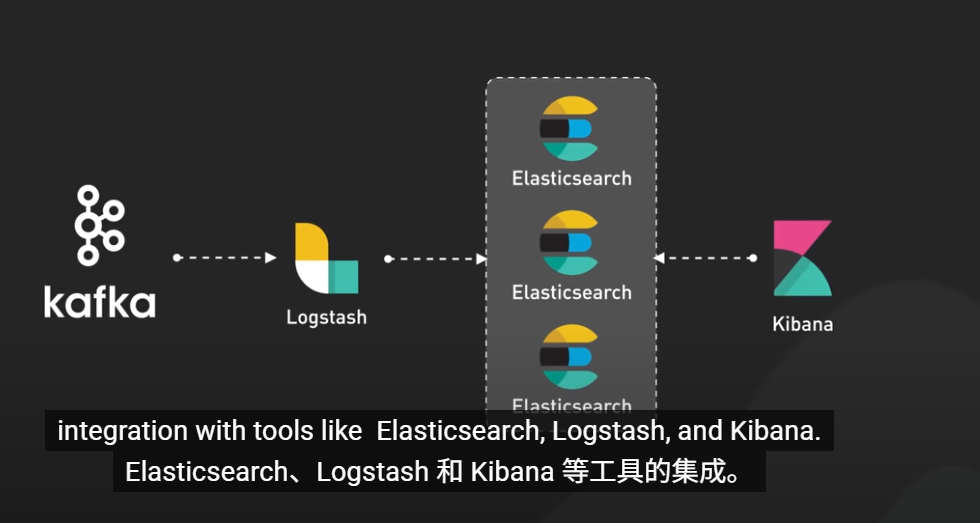 kafka
Logstash
Elasticsearch
Elasticsearch
Elasticsearch
Kibana
integration with tools like  Elasticsearch, Logstash, and Kibana.
Elasticsearch、Logstash 和 Kibana 等工具的集成。